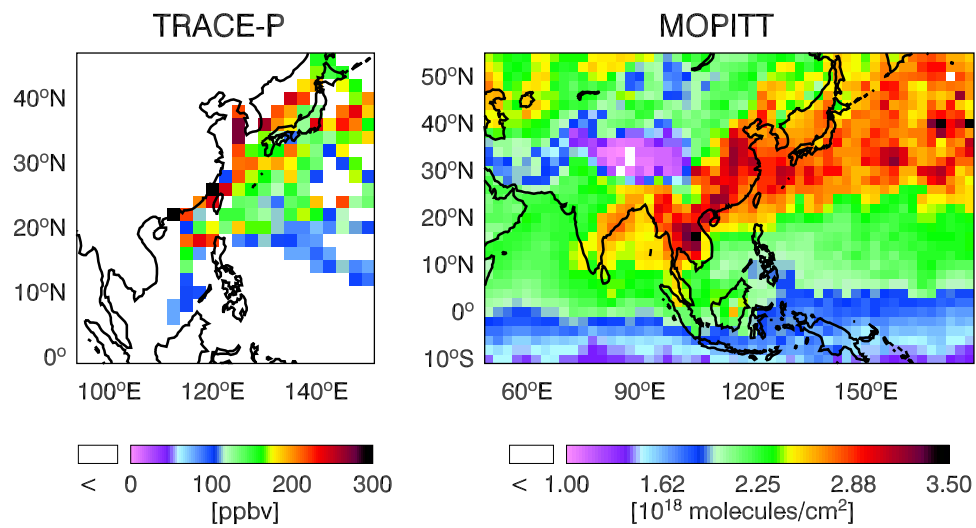 TRACE-P
MOPITT
40°N
30°N
20°N
10°N
0°
100°E 120°E 140°E
50°N
40°N
30°N
20°N
10°N
0°
10°S
60°E 90°E 120°E 150°E
< 0 100 200 300
[ppbv]
< 1.00 1.62 2.25 2.88 3.50
[10¹⁸ molecules/cm²]